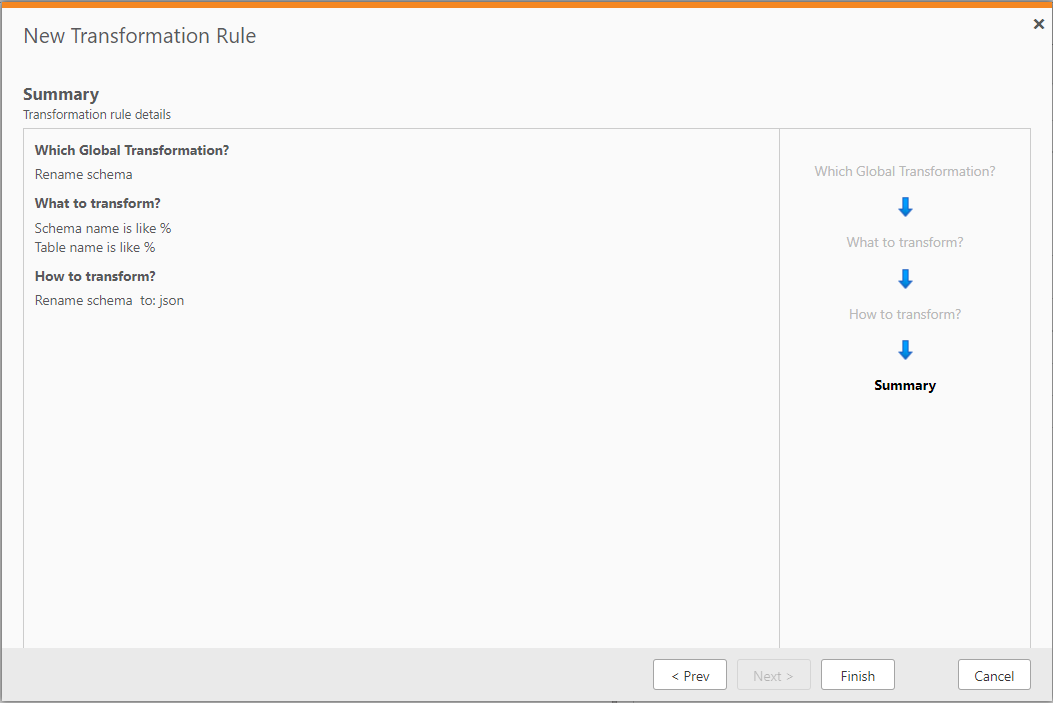 New Transformation Rule
Summary
Transformation rule details
Which Global Transformation?
Rename schema
What to transform?
Schema name is like %
Table name is like %
How to transform?
Rename schema  to: json
Which Global Transformation?
What to transform?
How to transform?
Summary
< Prev
Next >
Finish
Cancel